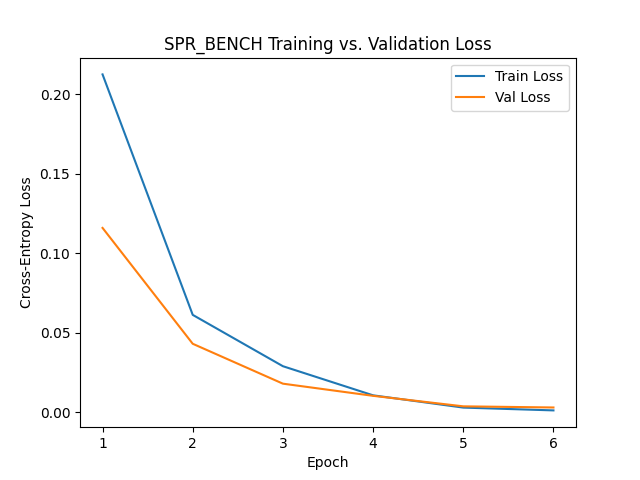 SPR_BENCH Training vs. Validation Loss
Train Loss
Val Loss
Cross-Entropy Loss
0.20
0.15
0.10
0.05
0.00
1 2 3 4 5 6
Epoch